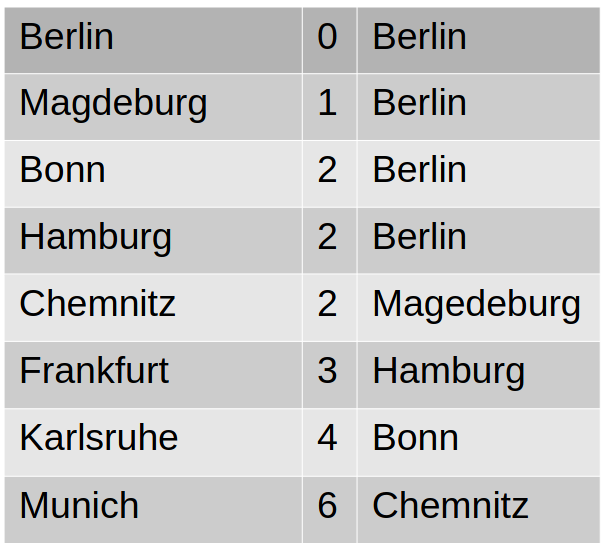 Berlin 0 Berlin
Magdeburg 1 Berlin
Bonn 2 Berlin
Hamburg 2 Berlin
Chemnitz 2 Magedeburg
Frankfurt 3 Hamburg
Karlsruhe 4 Bonn
Munich 6 Chemnitz